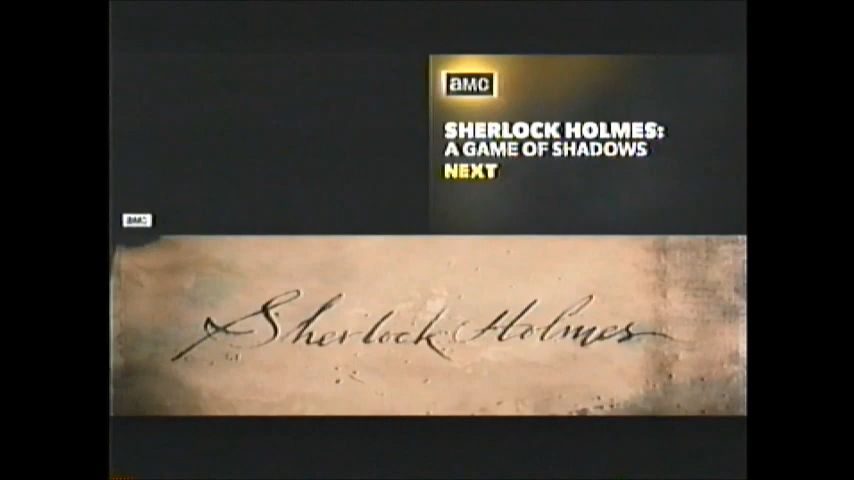 aMC
SHERLOCK HOLMES:
A GAME OF SHADOWS
NEXT
aMC
Sherlock Holmes